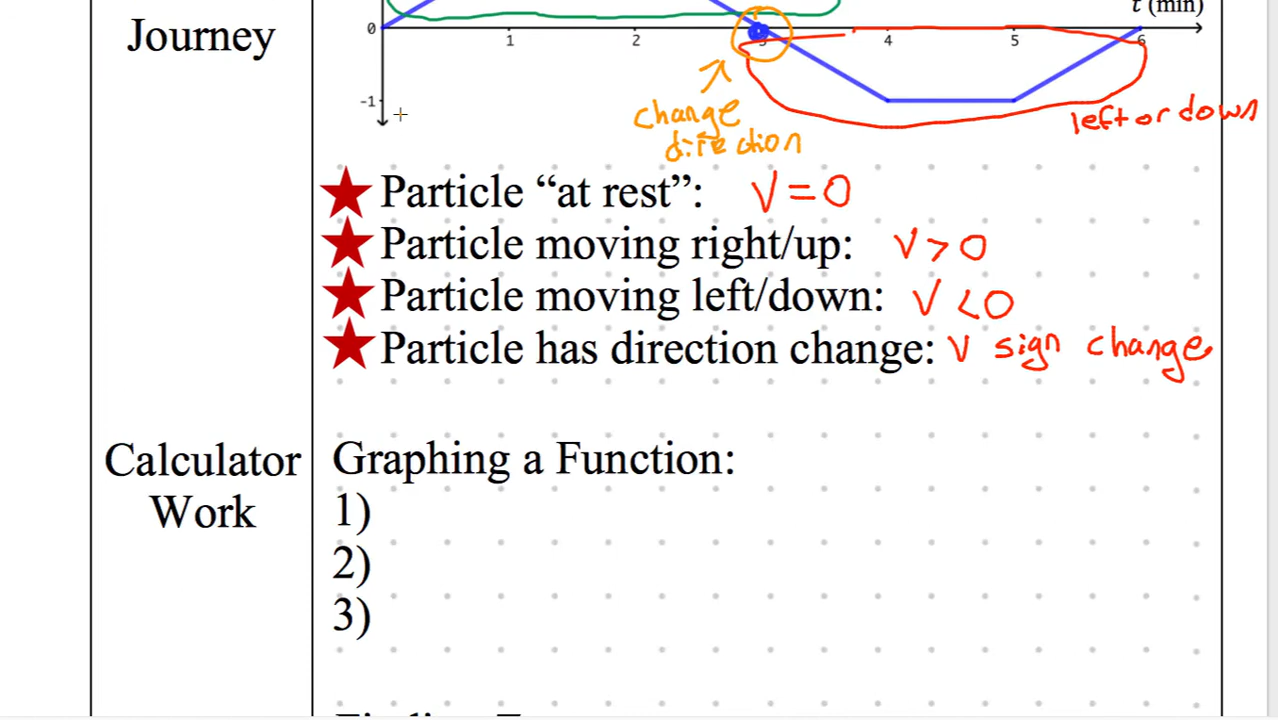 t (min)
Journey
0
1
2
3
4
5
6
-1
change
direction
left or down
Particle “at rest”: V = 0
Particle moving right/up: V > 0
Particle moving left/down: V < 0
Particle has direction change: V sign change
Calculator
Work
Graphing a Function:
1)
2)
3)